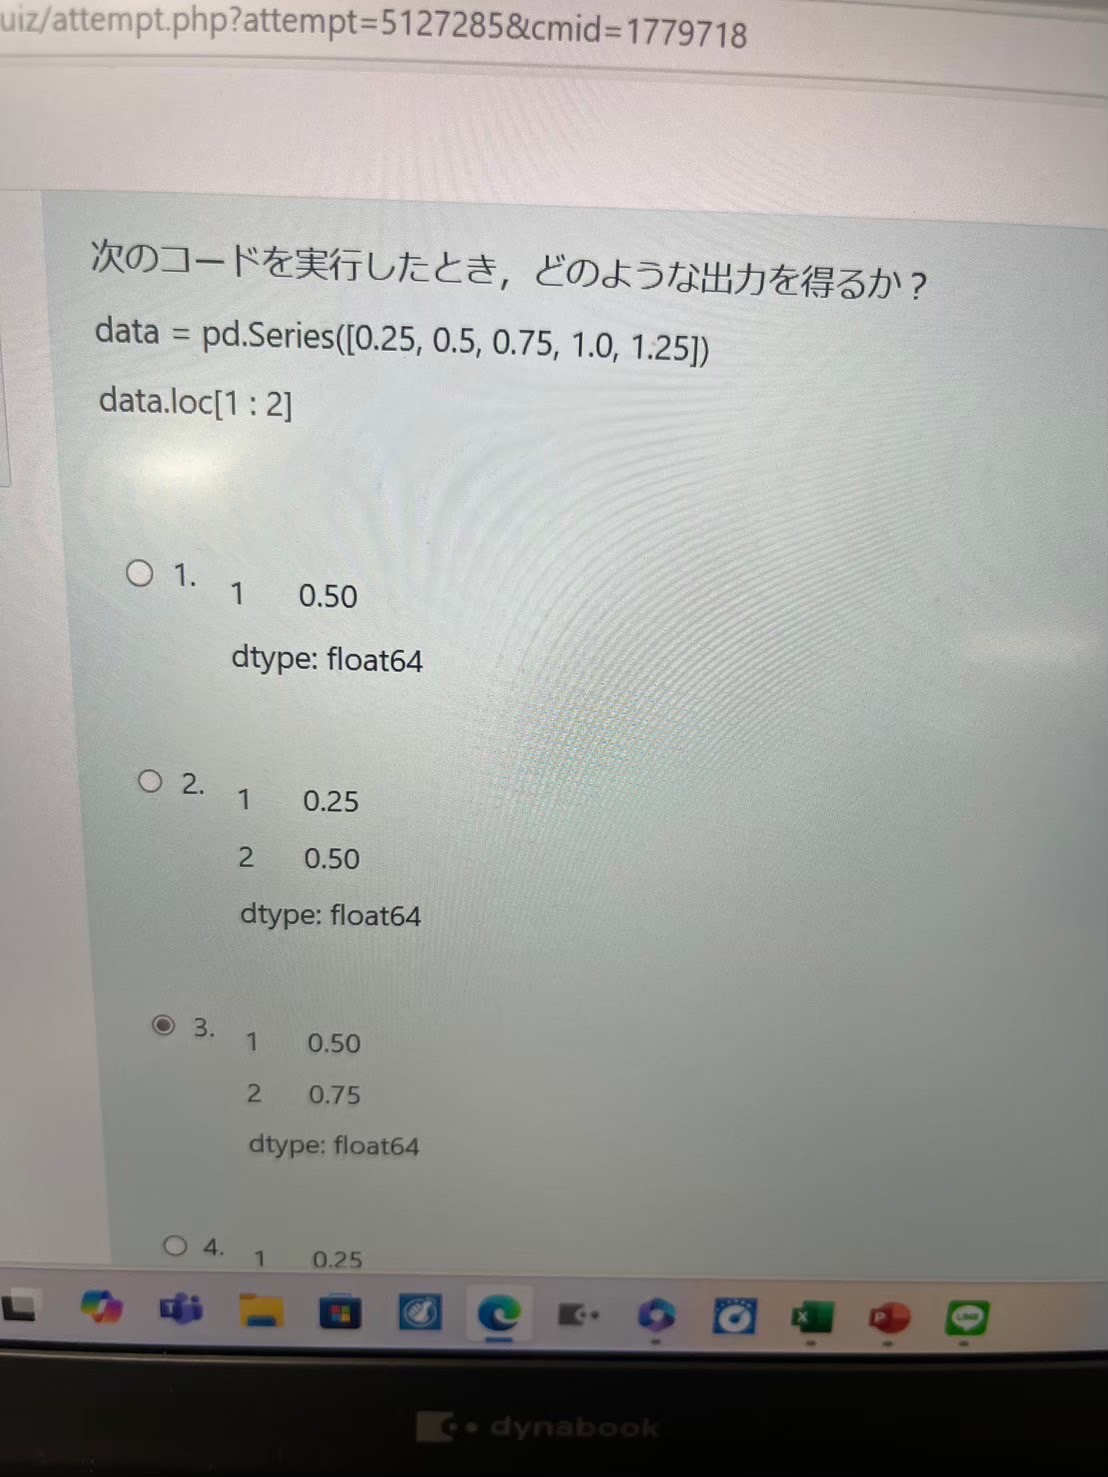 uiz/attempt.php?attempt=5127285&cmid=1779718
次のコードを実行したとき，どのような出力を得るか？
data = pd.Series([0.25, 0.5, 0.75, 1.0, 1.25])
data.loc[1 : 2]
1.
1 0.50
dtype: float64
2.
1 0.25
2 0.50
dtype: float64
3.
1 0.50
2 0.75
dtype: float64
4.
1 0.25
dynabook